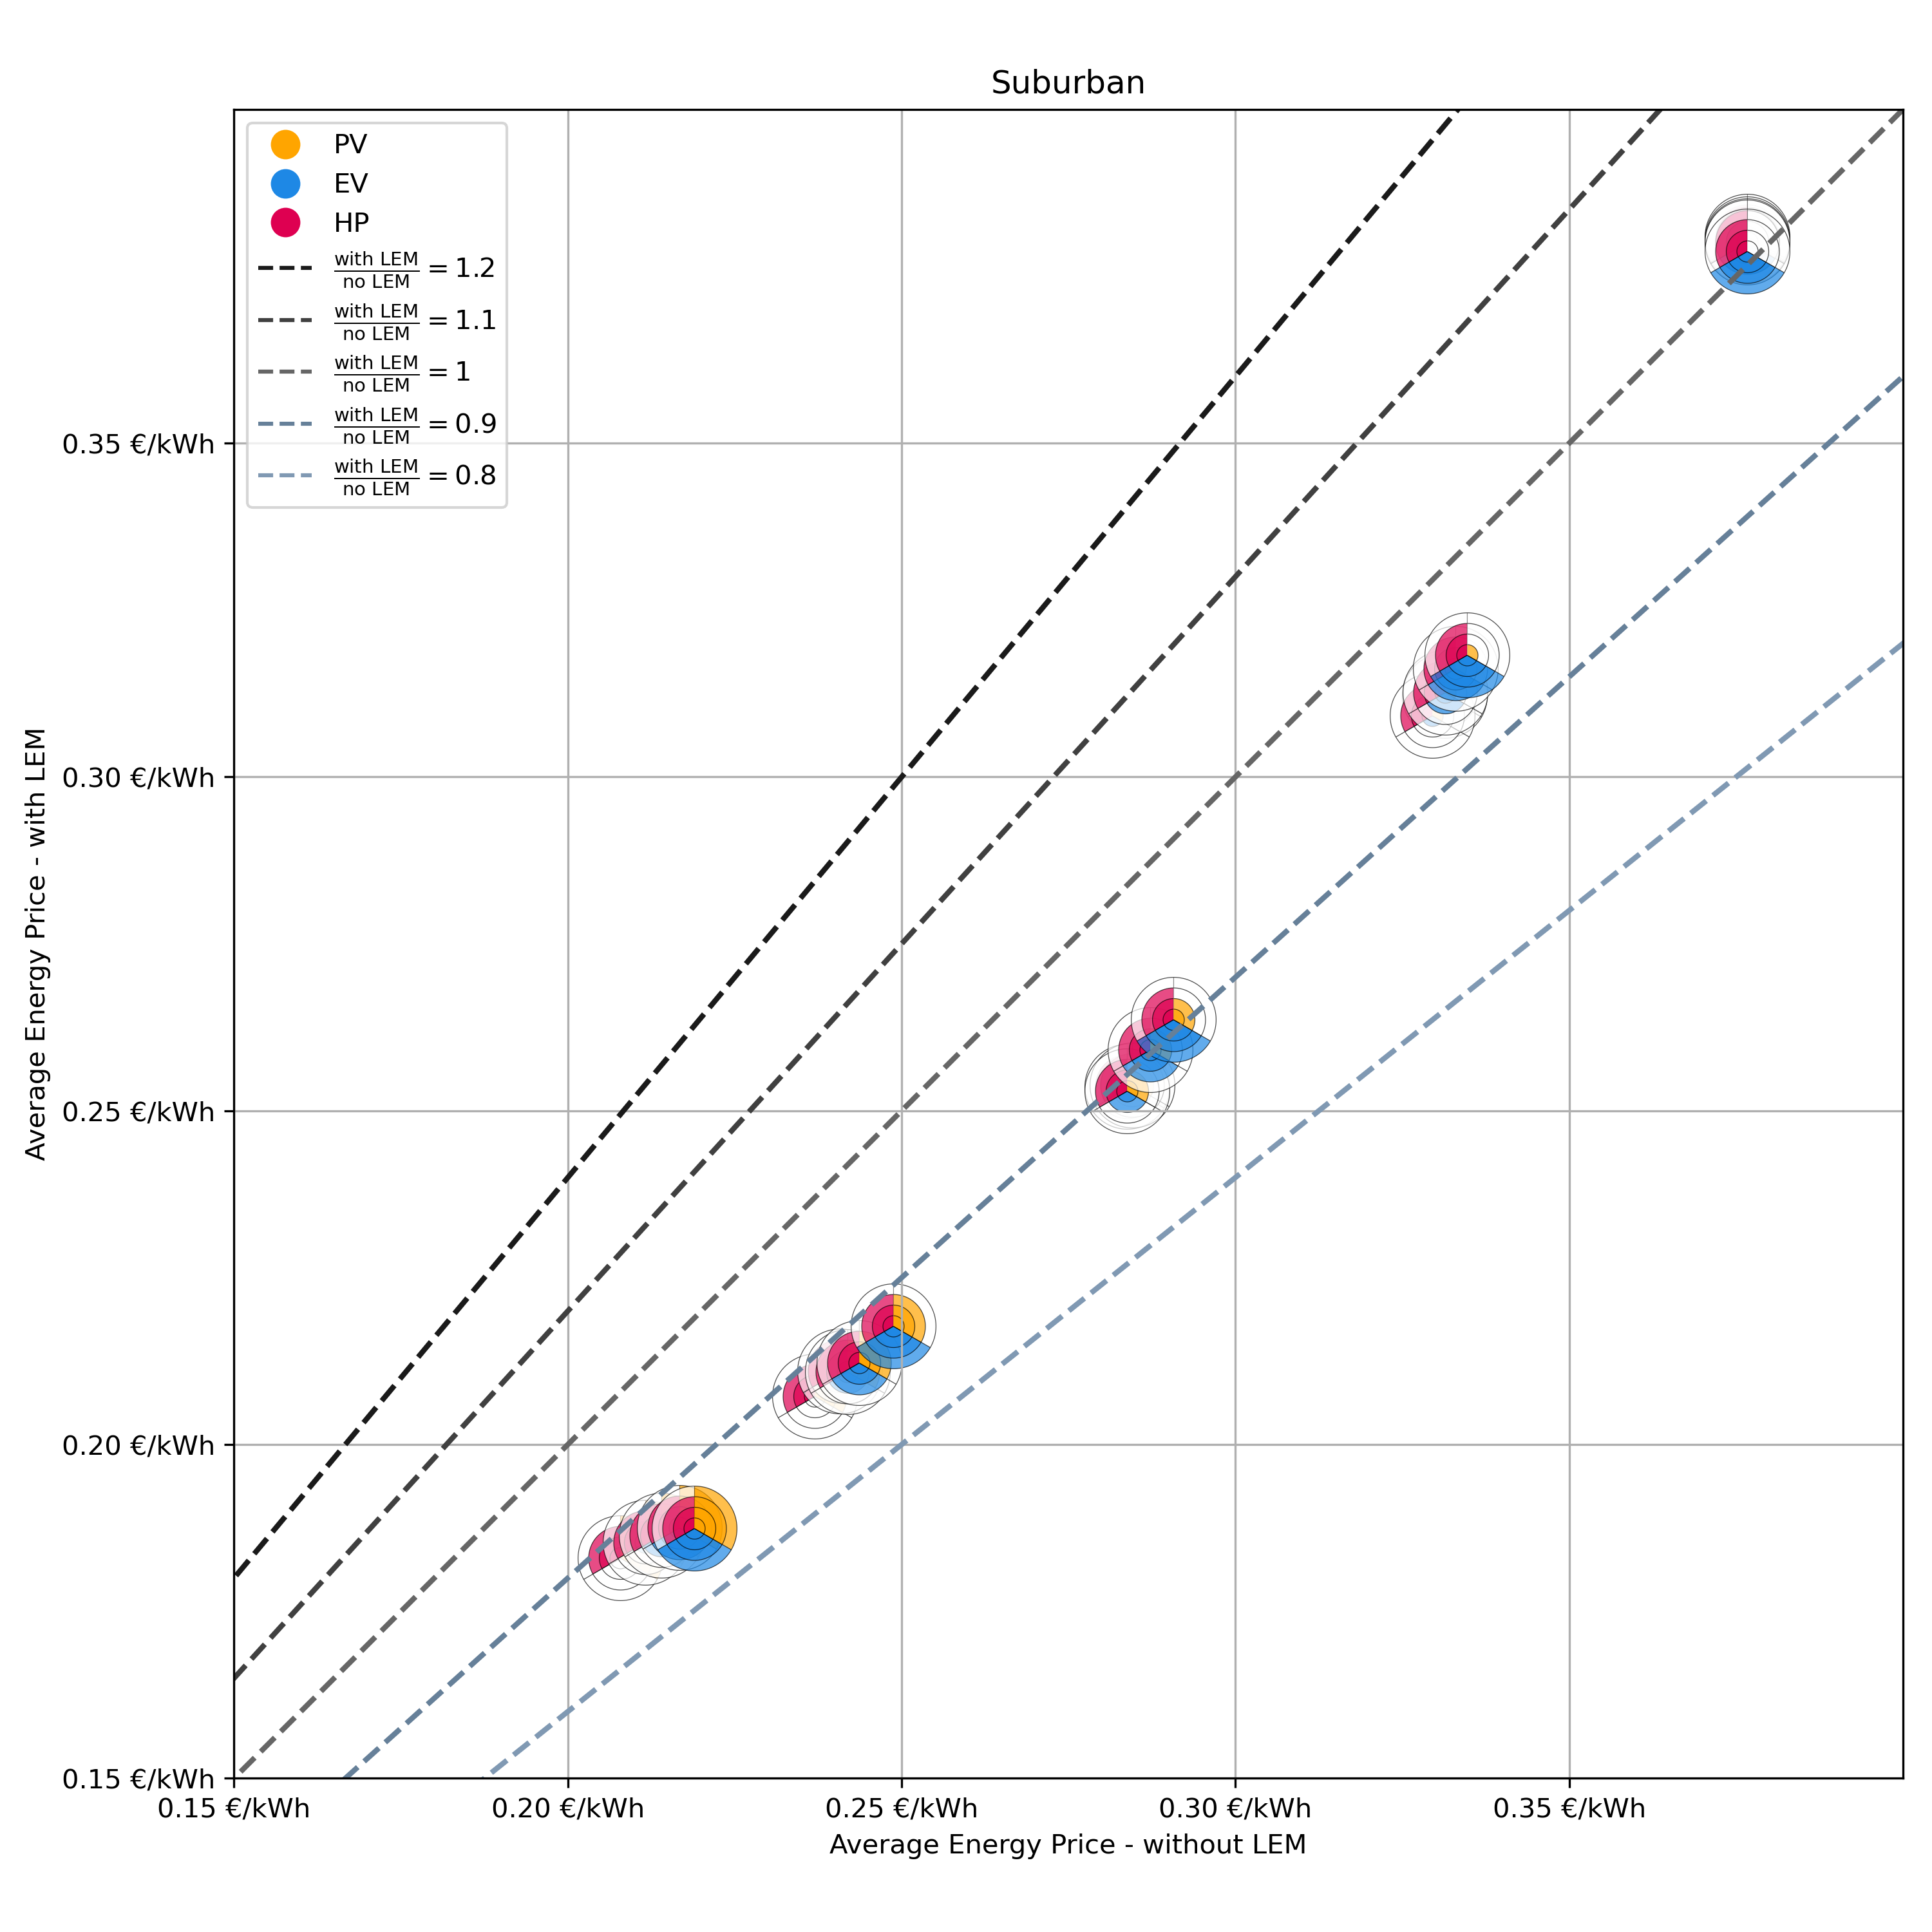 Suburban
PV
EV
HP
with LEM
no LEM = 1.2
with LEM
no LEM = 1.1
with LEM
no LEM = 1
with LEM
no LEM = 0.9
with LEM
no LEM = 0.8
0.35 €/kWh
0.30 €/kWh
0.25 €/kWh
0.20 €/kWh
0.15 €/kWh
Average Energy Price - with LEM
0.15 €/kWh
0.20 €/kWh
0.25 €/kWh
0.30 €/kWh
0.35 €/kWh
Average Energy Price - without LEM